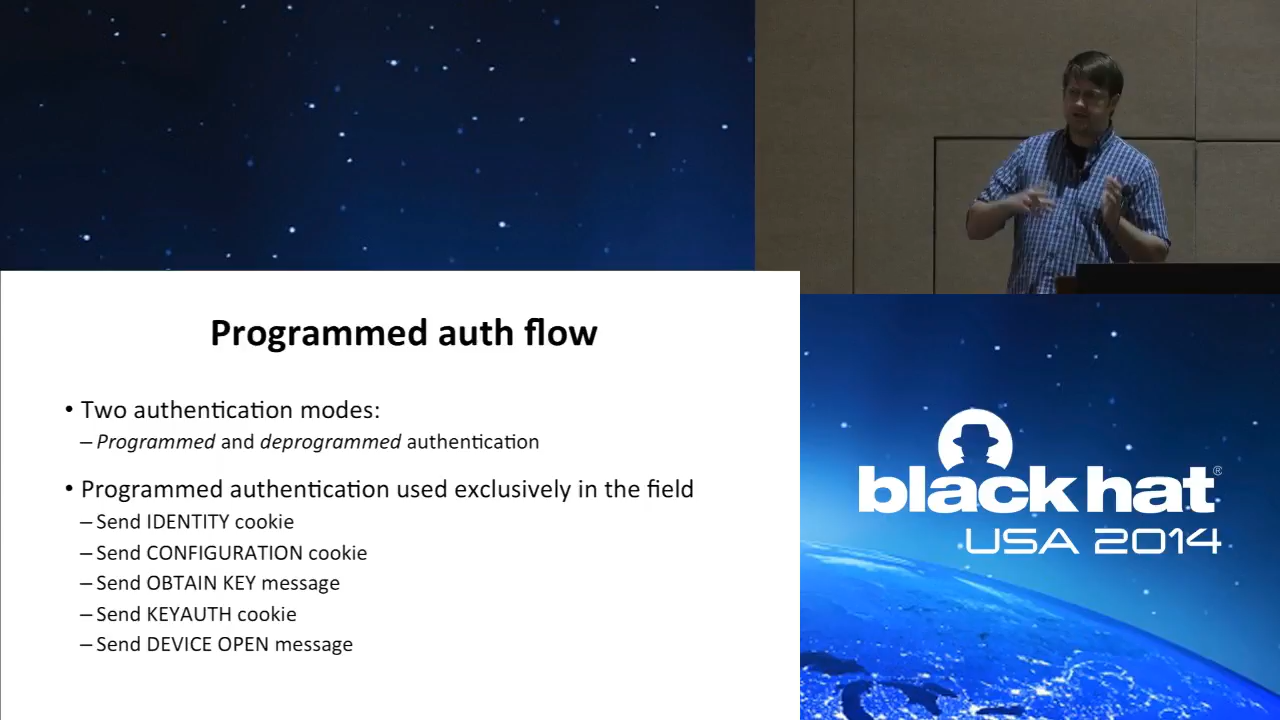 Programmed auth flow
• Two authentication modes:
– Programmed and deprogrammed authentication
• Programmed authentication used exclusively in the field
– Send IDENTITY cookie
– Send CONFIGURATION cookie
– Send OBTAIN KEY message
– Send KEYAUTH cookie
– Send DEVICE OPEN message
black hat®
USA 2014